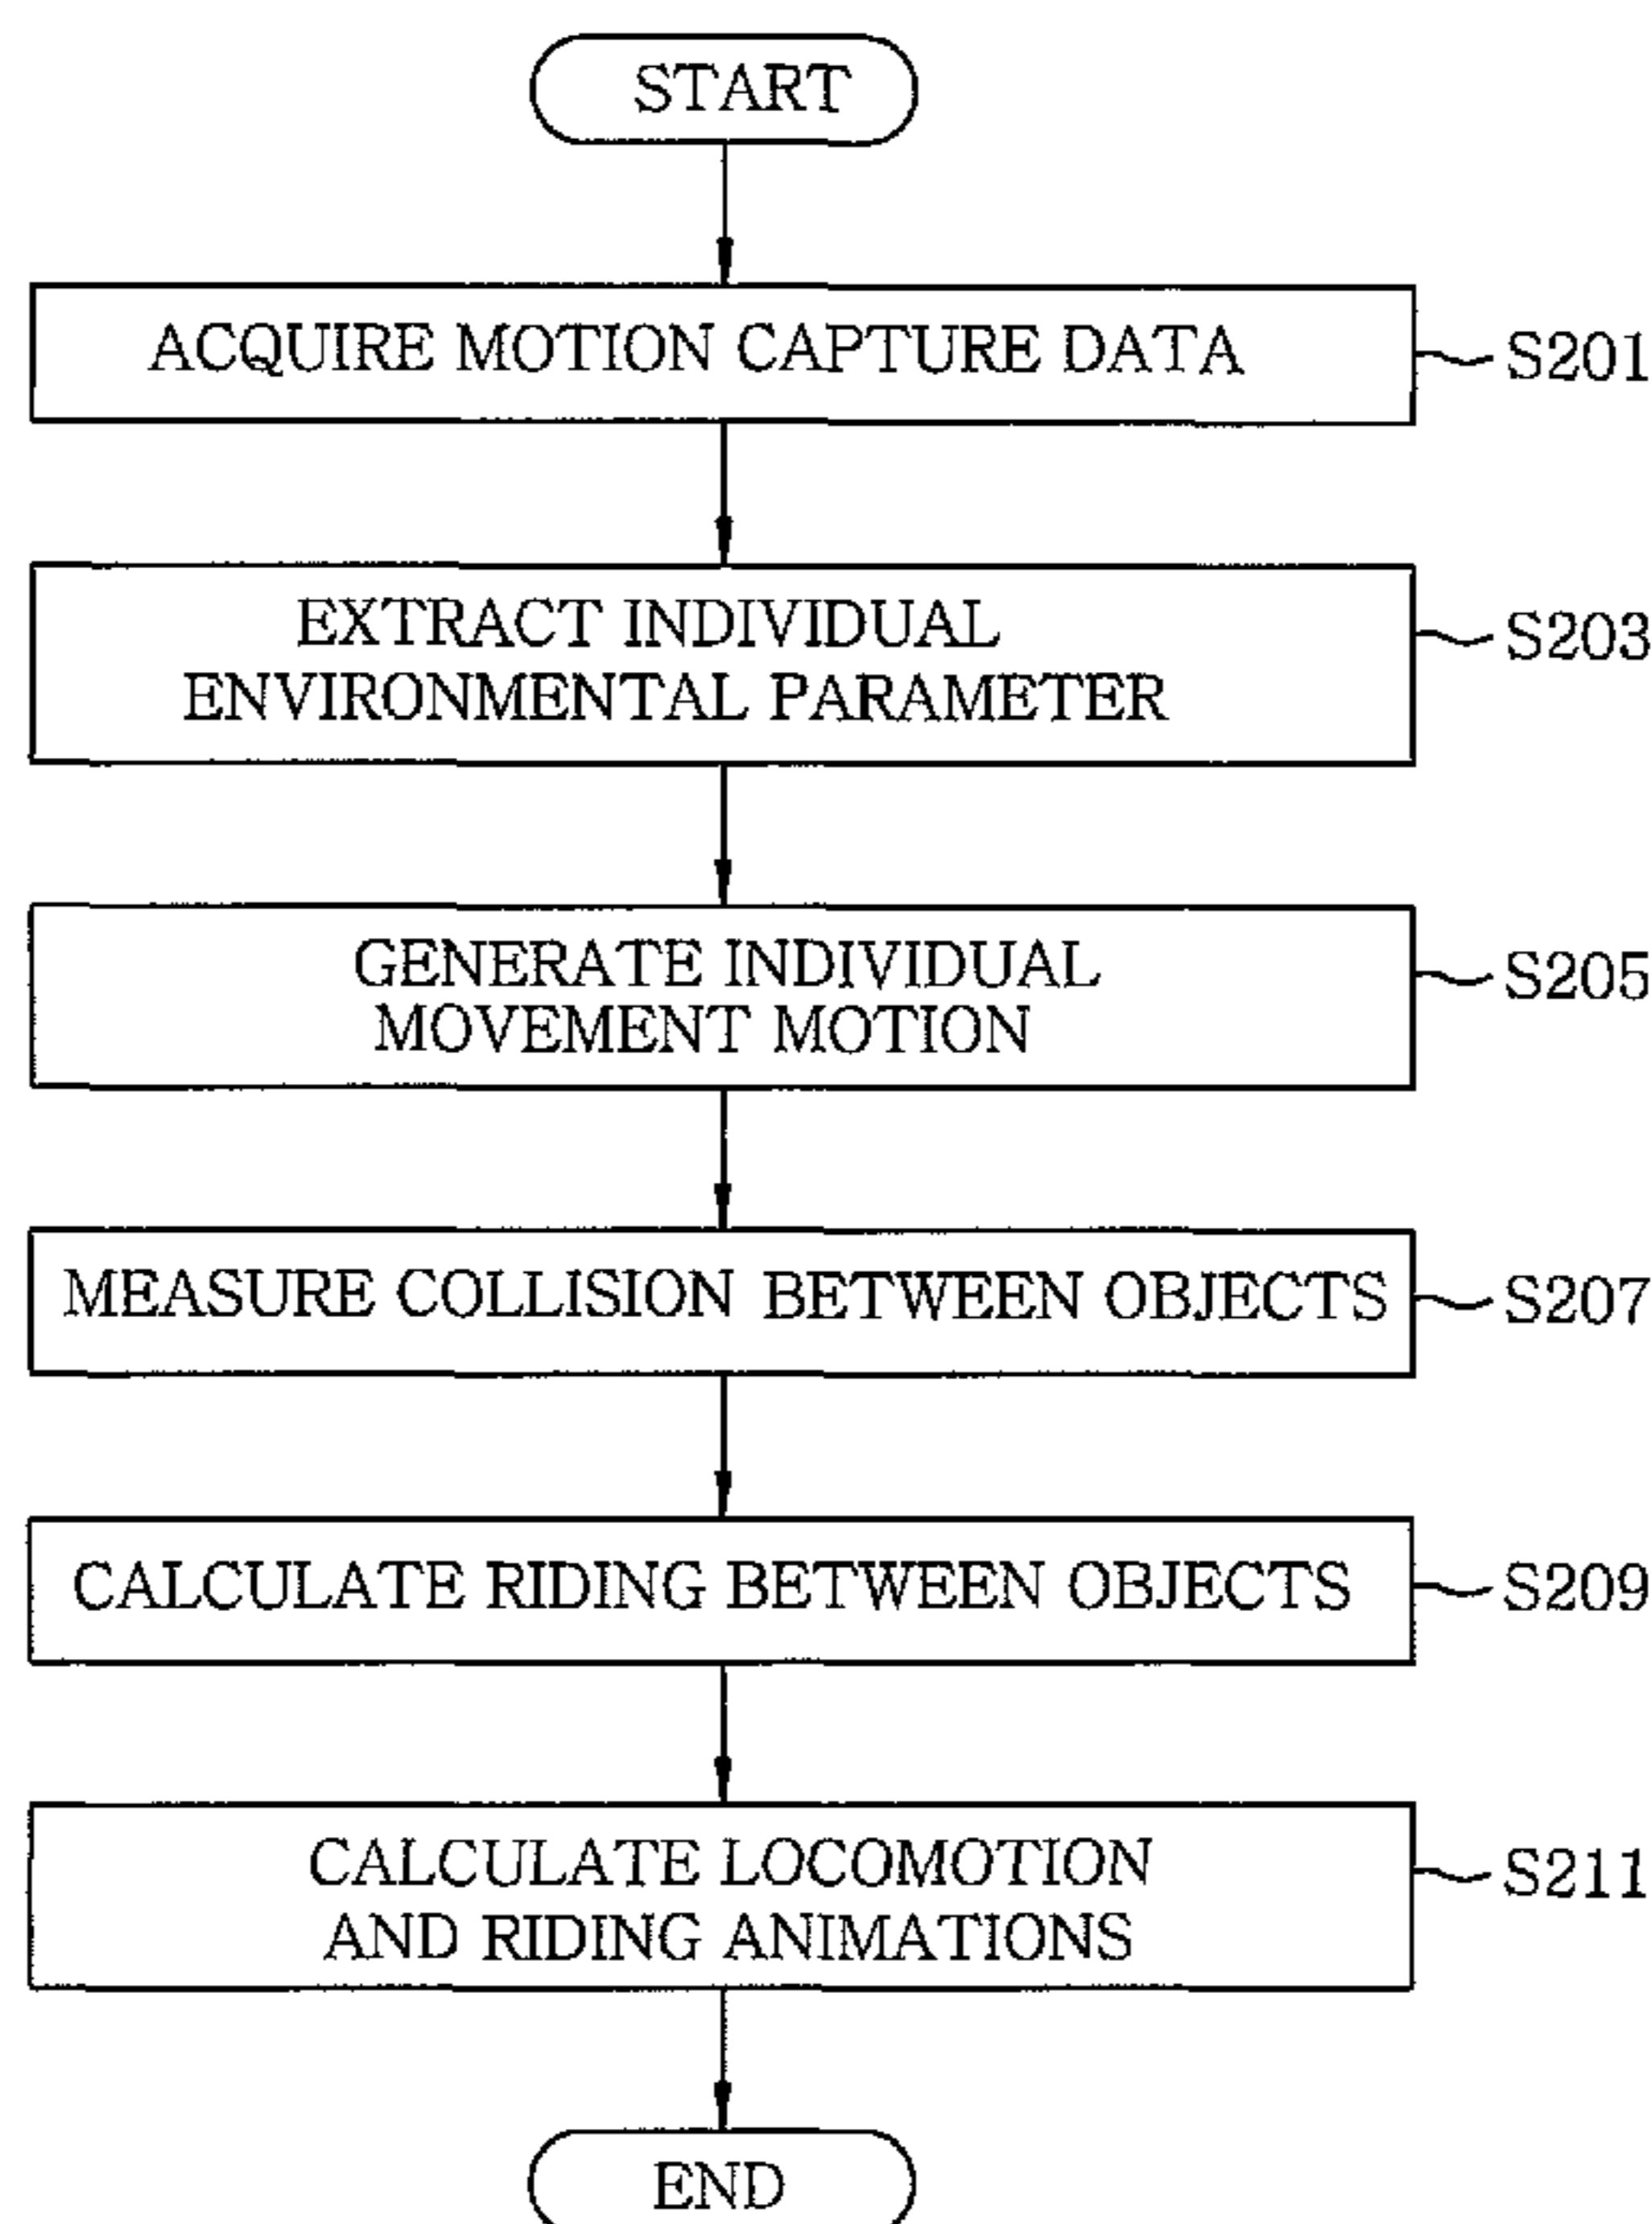 START
ACQUIRE MOTION CAPTURE DATA
S201
EXTRACT INDIVIDUAL
ENVIRONMENTAL PARAMETER
S203
GENERATE INDIVIDUAL
MOVEMENT MOTION
S205
MEASURE COLLISION BETWEEN OBJECTS
S207
CALCULATE RIDING BETWEEN OBJECTS
S209
CALCULATE LOCOMOTION
AND RIDING ANIMATIONS
S211
END